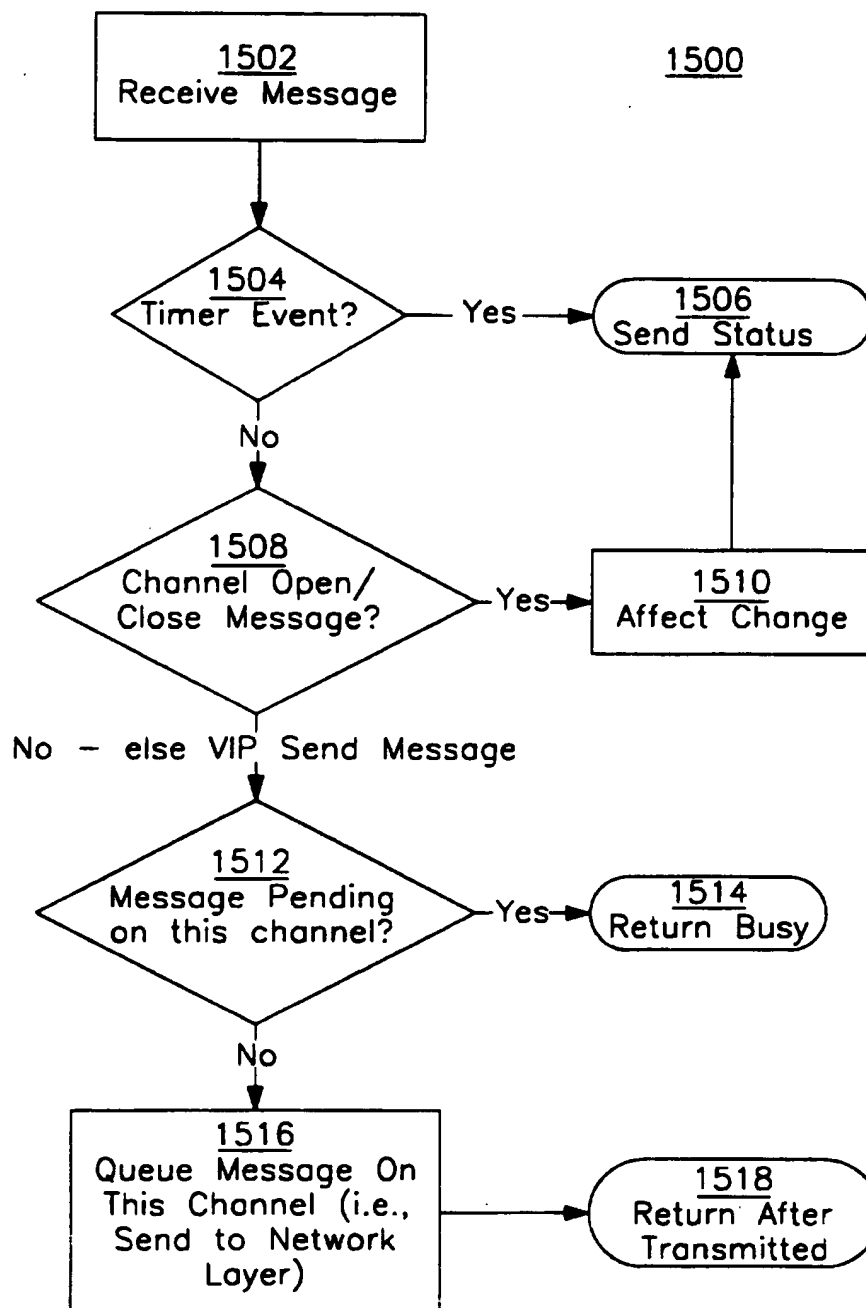 1502
Receive Message
1500
1504
Timer Event?
Yes
1506
Send Status
No
1508
Channel Open/
Close Message?
Yes
1510
Affect Change
No - else VIP Send Message
1512
Message Pending
on this channel?
Yes
1514
Return Busy
No
1516
Queue Message On
This Channel (i.e.,
Send to Network
Layer)
1518
Return After
Transmitted